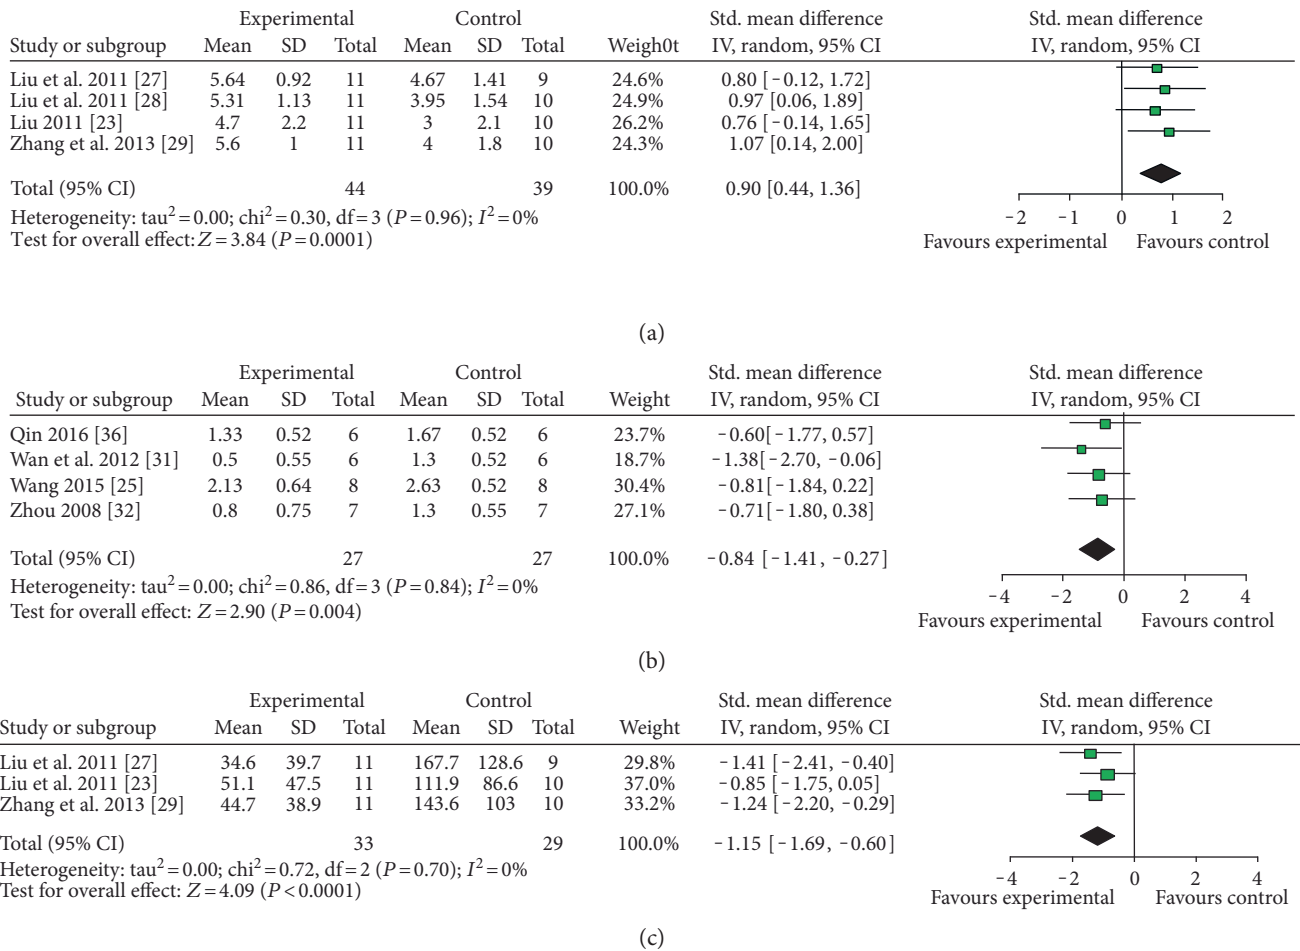 Experimental Control Std. mean difference Std. mean difference
Study or subgroup Mean SD Total Mean SD Total Weigh0t IV, random, 95% CI IV, random, 95% CI
Liu et al. 2011 [27] 5.64 0.92 11 4.67 1.41 9 24.6% 0.80 [−0.12, 1.72]
Liu et al. 2011 [28] 5.31 1.13 11 3.95 1.54 10 24.9% 0.97 [0.06, 1.89]
Liu 2011 [23] 4.7 2.2 11 3 2.1 10 26.2% 0.76 [−0.14, 1.65]
Zhang et al. 2013 [29] 5.6 1 11 4 1.8 10 24.3% 1.07 [0.14, 2.00]
Total (95% CI) 44 39 100.0% 0.90 [0.44, 1.36]
Heterogeneity: tau² = 0.00; chi² = 0.30, df = 3 (P = 0.96); I² = 0%
Test for overall effect: Z = 3.84 (P = 0.0001)
−2 −1 0 1 2
Favours experimental Favours control
(a)
Experimental Control Std. mean difference Std. mean difference
Study or subgroup Mean SD Total Mean SD Total Weight IV, random, 95% CI IV, random, 95% CI
Qin 2016 [36] 1.33 0.52 6 1.67 0.52 6 23.7% −0.60[−1.77, 0.57]
Wan et al. 2012 [31] 0.5 0.55 6 1.3 0.52 6 18.7% −1.38[−2.70, −0.06]
Wang 2015 [25] 2.13 0.64 8 2.63 0.52 8 30.4% −0.81[−1.84, 0.22]
Zhou 2008 [32] 0.8 0.75 7 1.3 0.55 7 27.1% −0.71[−1.80, 0.38]
Total (95% CI) 27 27 100.0% −0.84 [−1.41, −0.27]
Heterogeneity: tau² = 0.00; chi² = 0.86, df = 3 (P = 0.84); I² = 0%
Test for overall effect: Z = 2.90 (P = 0.004)
−4 −2 0 2 4
Favours experimental Favours control
(b)
Experimental Control Std. mean difference Std. mean difference
Study or subgroup Mean SD Total Mean SD Total Weight IV, random, 95% CI IV, random, 95% CI
Liu et al. 2011 [27] 34.6 39.7 11 167.7 128.6 9 29.8% −1.41 [−2.41, −0.40]
Liu et al. 2011 [23] 51.1 47.5 11 111.9 86.6 10 37.0% −0.85 [−1.75, 0.05]
Zhang et al. 2013 [29] 44.7 38.9 11 143.6 103 10 33.2% −1.24 [−2.20, −0.29]
Total (95% CI) 33 29 100.0% −1.15 [−1.69, −0.60]
Heterogeneity: tau² = 0.00; chi² = 0.72, df = 2 (P = 0.70); I² = 0%
Test for overall effect: Z = 4.09 (P < 0.0001)
−4 −2 0 2 4
Favours experimental Favours control
(c)